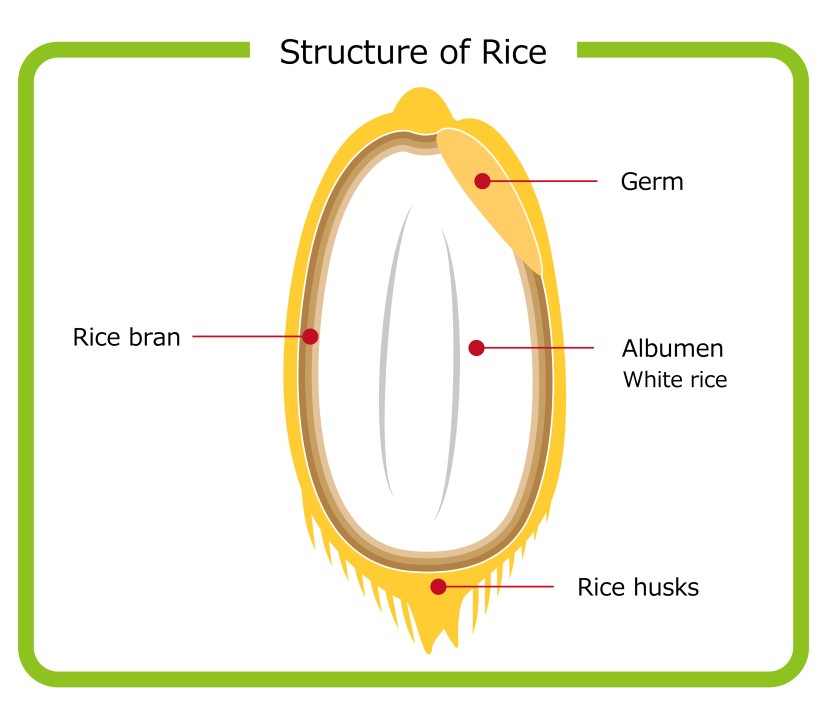 Structure of Rice
Germ
Rice bran
Albumen
White rice
Rice husks